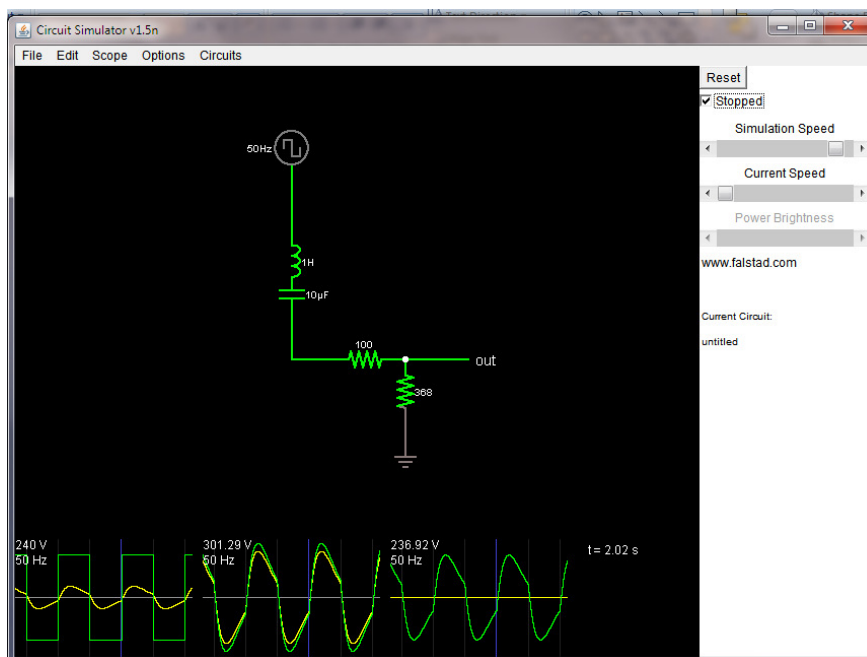 Circuit Simulator v1.5n
File Edit Scope Options Circuits
Reset
Stopped
Simulation Speed
Current Speed
Power Brightness
www.falstad.com
Current Circuit:
untitled
50Hz
1H
10µF
100
out
368
240 V
50 Hz
301.29 V
50 Hz
236.92 V
50 Hz
t = 2.02 s